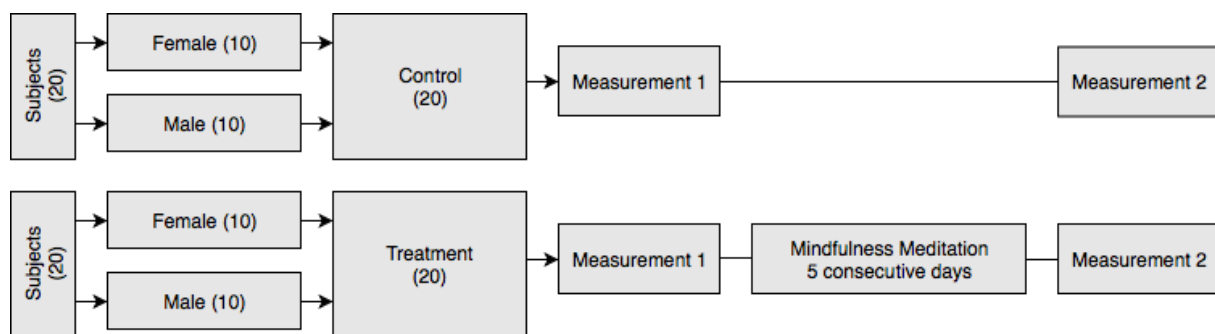 Subjects
(20)
Female (10)
Male (10)
Control
(20)
Measurement 1
Measurement 2
Subjects
(20)
Female (10)
Male (10)
Treatment
(20)
Measurement 1
Mindfulness Meditation
5 consecutive days
Measurement 2